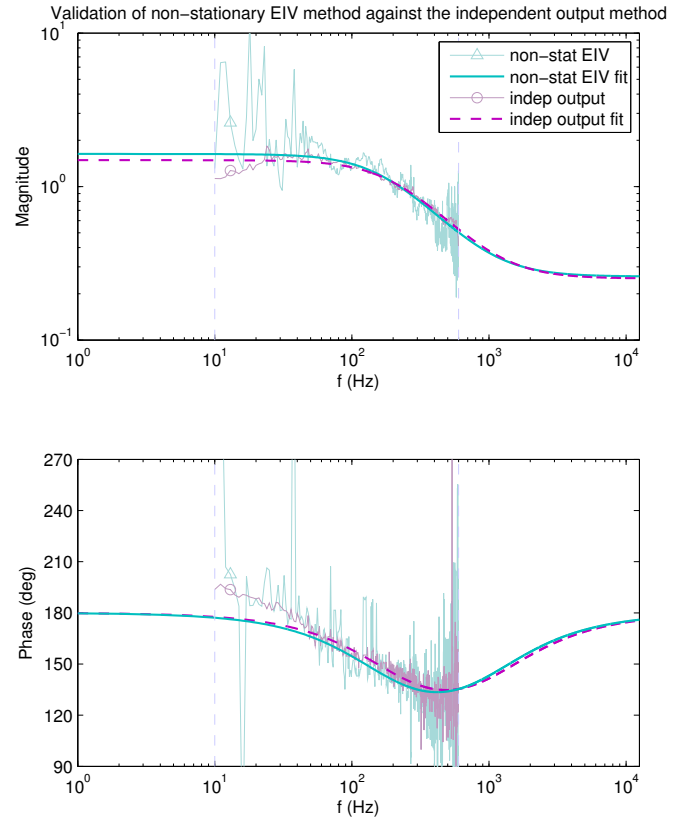 Validation of non−stationary EIV method against the independent output method
non−stat EIV
non−stat EIV fit
indep output
indep output fit
Magnitude
10^1
10^0
10^−1
10^0 10^1 10^2 10^3 10^4
f (Hz)
Phase (deg)
270
240
210
180
150
120
90
10^0 10^1 10^2 10^3 10^4
f (Hz)